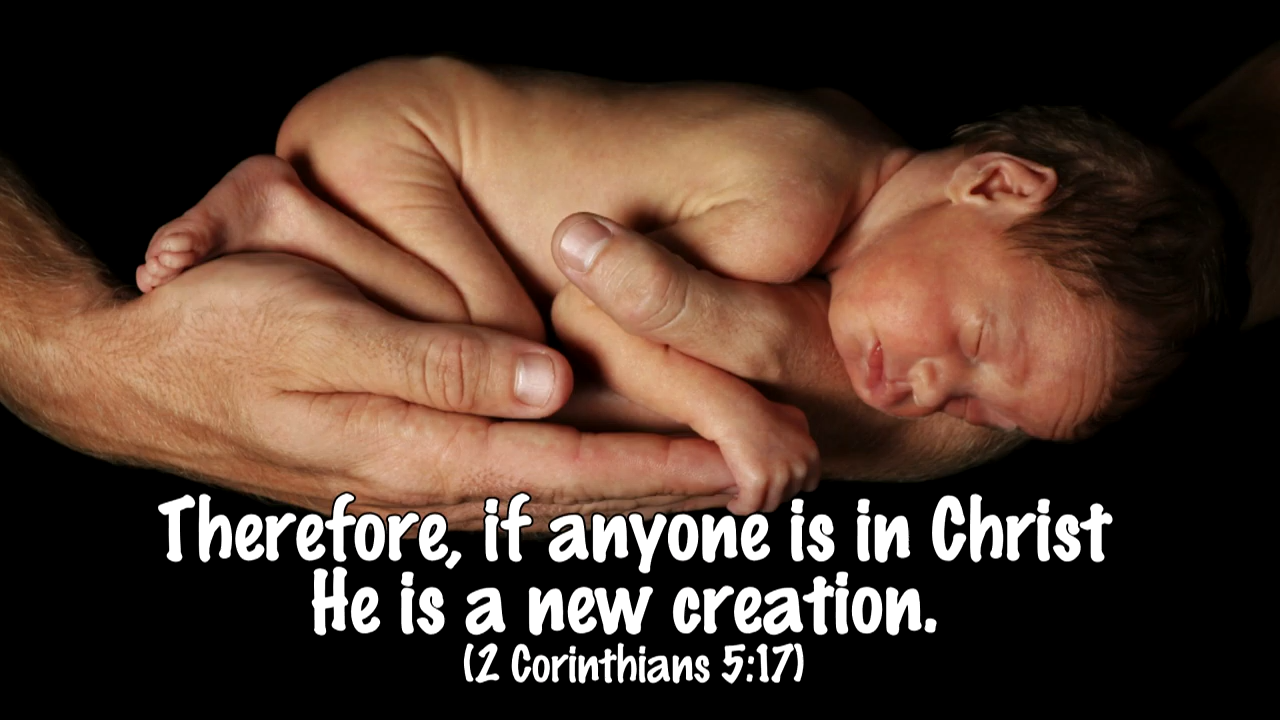 Therefore, if anyone is in Christ
He is a new creation.
(2 Corinthians 5:17)